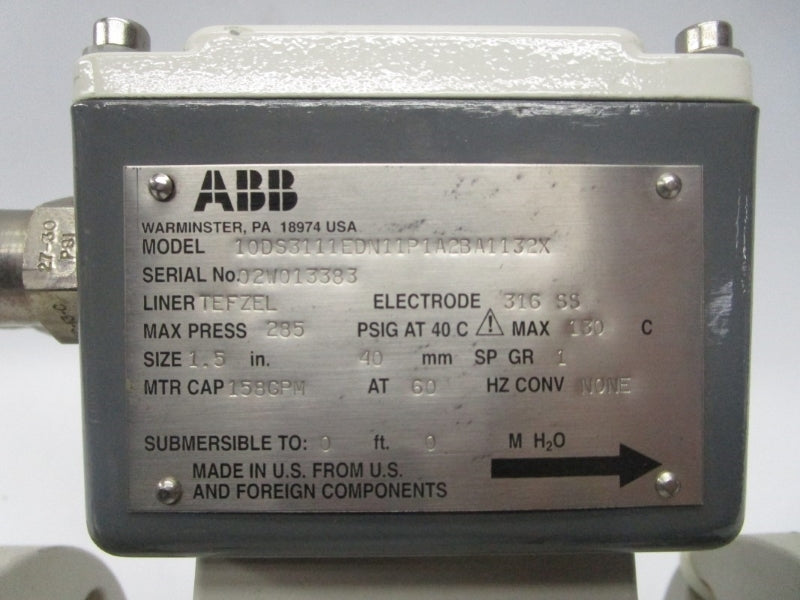 ABB
WARMINSTER, PA 18974 USA
MODEL 10DS3111EDN11P1A2BA1132X
SERIAL No. 02W013383
LINER TEFZEL ELECTRODE 316 SS
MAX PRESS 285 PSIG AT 40 C ⚠ MAX 130 C
SIZE 1.5 in. 40 mm SP GR 1
MTR CAP 158GPM AT 60 HZ CONV NONE
SUBMERSIBLE TO: 0 ft. 0 M H₂O
MADE IN U.S. FROM U.S.
AND FOREIGN COMPONENTS
27-30
PSI